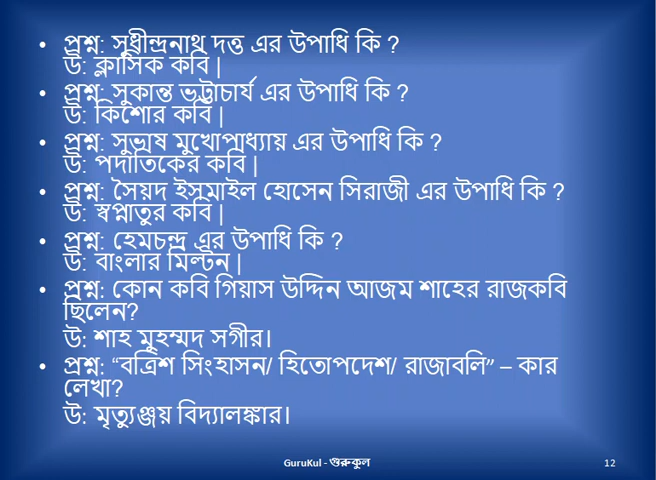 • প্রশ্ন: সুধীন্দ্রনাথ দত্ত এর উপাধি কি ?
উ: ক্লাসিক কবি |
• প্রশ্ন: সুকান্ত ভট্টাচার্য এর উপাধি কি ?
উ: কিশোর কবি |
• প্রশ্ন: সুভাষ মুখোপাধ্যায় এর উপাধি কি ?
উ: পদাতিকের কবি |
• প্রশ্ন: সৈয়দ ইসমাইল হোসেন সিরাজী এর উপাধি কি ?
উ: স্বপ্নাতুর কবি |
• প্রশ্ন: হেমচন্দ্র এর উপাধি কি ?
উ: বাংলার মিল্টন |
• প্রশ্ন: কোন কবি গিয়াস উদ্দিন আজম শাহের রাজকবি
ছিলেন?
উ: শাহ মুহম্মদ সগীর।
• প্রশ্ন: “বত্রিশ সিংহাসন/ হিতোপদেশ/ রাজাবলি” – কার
লেখা?
উ: মৃত্যুঞ্জয় বিদ্যালঙ্কার।
GuruKul - গুরুকুল
12